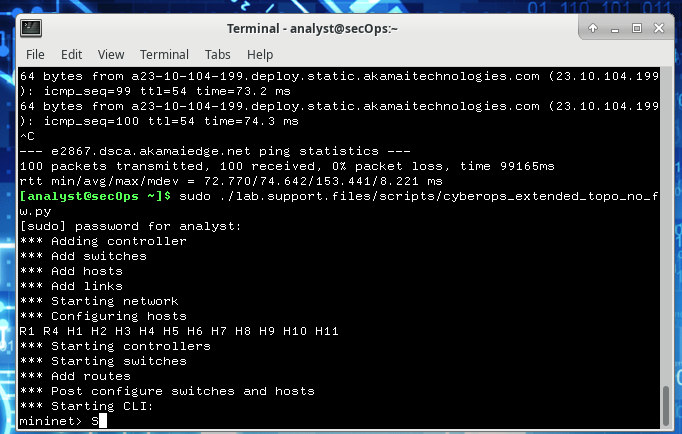 01 110 101 011
Terminal - analyst@secOps:~
File Edit View Terminal Tabs Help
64 bytes from a23-10-104-199.deploy.static.akamaitechnologies.com (23.10.104.199
): icmp_seq=99 ttl=54 time=73.2 ms
64 bytes from a23-10-104-199.deploy.static.akamaitechnologies.com (23.10.104.199
): icmp_seq=100 ttl=54 time=74.3 ms
^C
--- e2867.dsca.akamaiedge.net ping statistics ---
100 packets transmitted, 100 received, 0% packet loss, time 99165ms
rtt min/avg/max/mdev = 72.770/74.642/153.441/8.221 ms
[analyst@secOps ~]$ sudo ./lab.support.files/scripts/cyberops_extended_topo_no_f
w.py
[sudo] password for analyst:
*** Adding controller
*** Add switches
*** Add hosts
*** Add links
*** Starting network
*** Configuring hosts
R1 R4 H1 H2 H3 H4 H5 H6 H7 H8 H9 H10 H11
*** Starting controllers
*** Starting switches
*** Add routes
*** Post configure switches and hosts
*** Starting CLI:
mininet> S